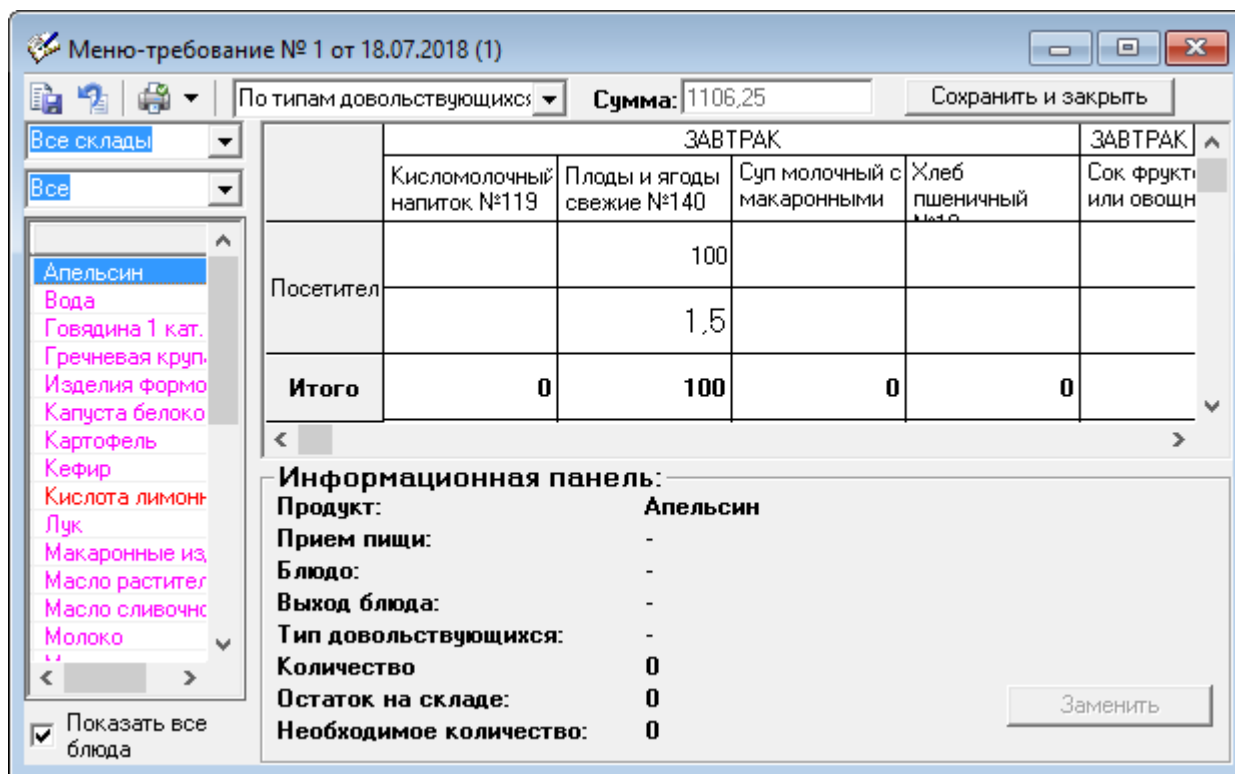 Меню-требование № 1 от 18.07.2018 (1)
По типам довольствующихся Сумма: 1106,25 Сохранить и закрыть
Все склады
Все
ЗАВТРАК ЗАВТРАК
Кисломолочный Плоды и ягоды Суп молочный с Хлеб Сок фрукт
напиток №119 свежие №140 макаронными пшеничный или овощн
№10
100
Посетител
1,5
Итого 0 100 0 0
Апельсин
Вода
Говядина 1 кат.
Гречневая круп
Изделия формо
Капуста белоко
Картофель
Кефир
Кислота лимонн
Лук
Макаронные из
Масло растител
Масло сливочно
Молоко
Показать все
блюда
Информационная панель:
Продукт: Апельсин
Прием пищи: -
Блюдо: -
Выход блюда: -
Тип довольствующихся: -
Количество 0
Остаток на складе: 0
Необходимое количество: 0
Заменить